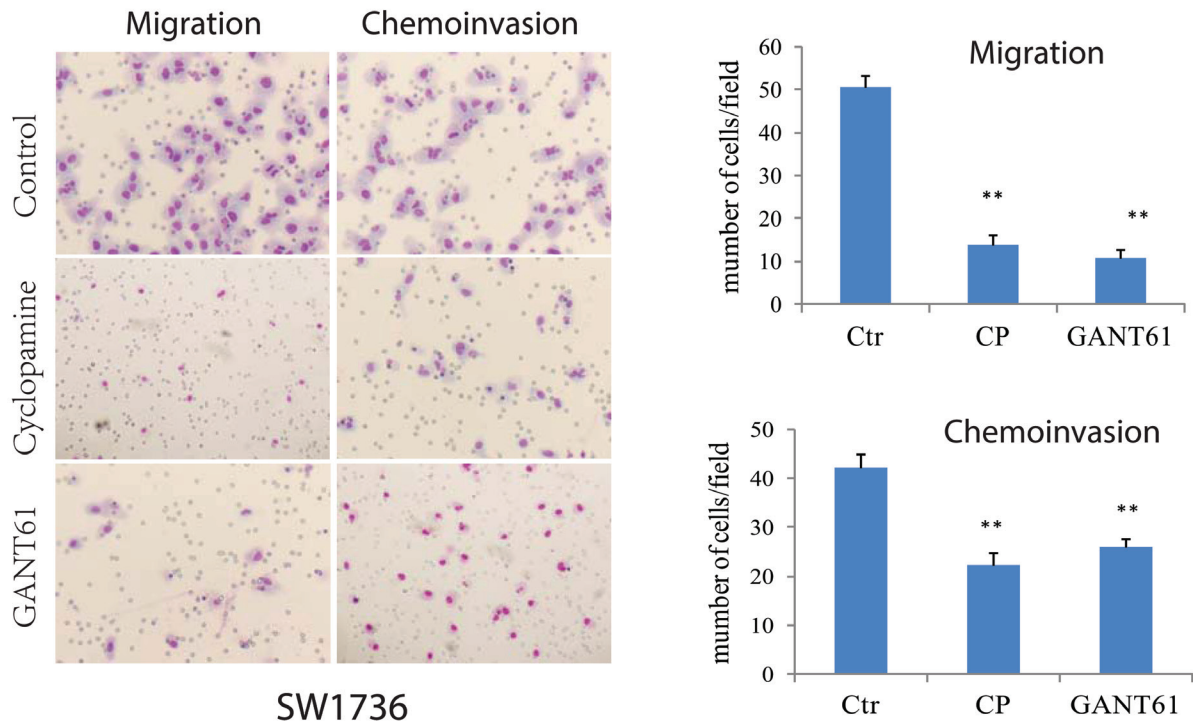 Migration
Chemoinvasion
Control
Cyclopamine
GANT61
SW1736
Migration
mumber of cells/field
60
50
40
30
20
10
0
**
**
Ctr
CP
GANT61
Chemoinvasion
mumber of cells/field
50
40
30
20
10
0
**
**
Ctr
CP
GANT61